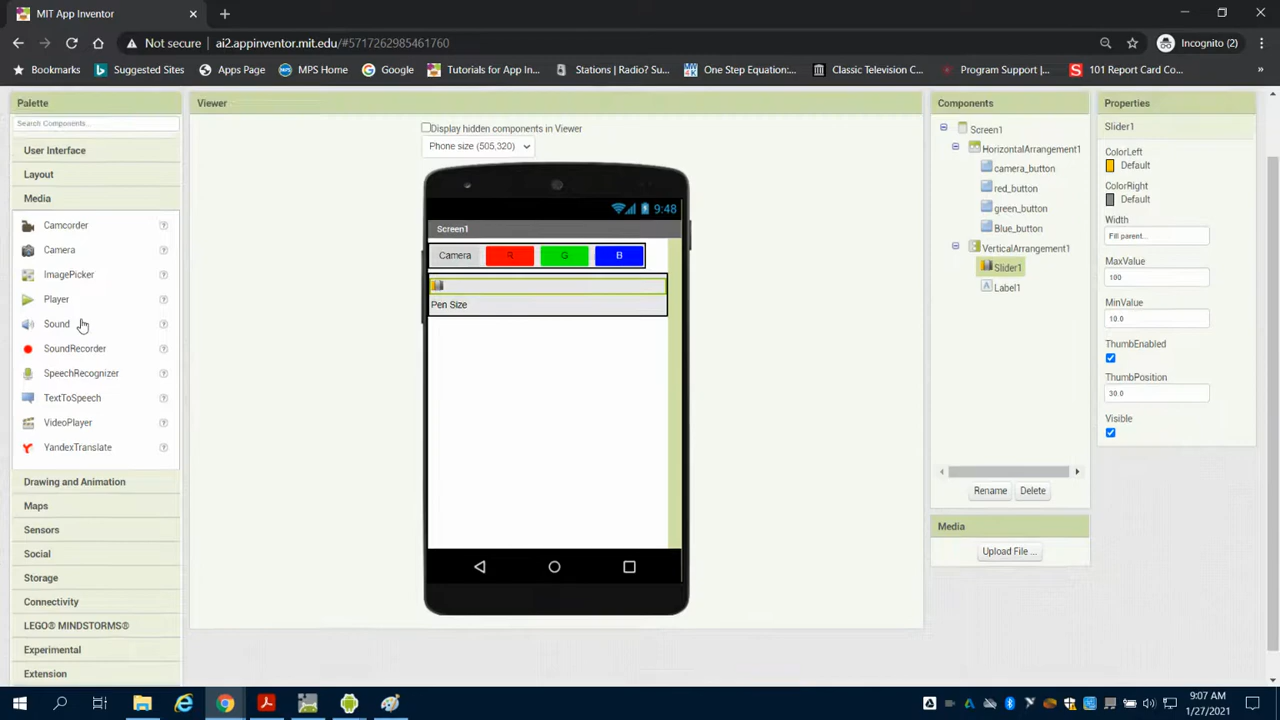 MIT App Inventor
Not secure
ai2.appinventor.mit.edu/#5717262985461760
Incognito (2)
Bookmarks
Suggested Sites
Apps Page
MPS Home
Google
Tutorials for App In...
Stations | Radio? Su...
One Step Equation:...
Classic Television C...
Program Support |...
101 Report Card Co...
»
Palette
Search Components...
User Interface
Layout
Media
Camcorder
Camera
ImagePicker
Player
Sound
SoundRecorder
SpeechRecognizer
TextToSpeech
VideoPlayer
YandexTranslate
Drawing and Animation
Maps
Sensors
Social
Storage
Connectivity
LEGO® MINDSTORMS®
Experimental
Extension
Viewer
Display hidden components in Viewer
Phone size (505,320)
9:48
Screen1
Camera
R
G
B
Pen Size
Components
Screen1
HorizontalArrangement1
camera_button
red_button
green_button
Blue_button
VerticalArrangement1
Slider1
Label1
Rename
Delete
Media
Upload File ...
Properties
Slider1
ColorLeft
Default
ColorRight
Default
Width
Fill parent...
MaxValue
100
MinValue
10.0
ThumbEnabled
ThumbPosition
30.0
Visible
9:07 AM
1/27/2021